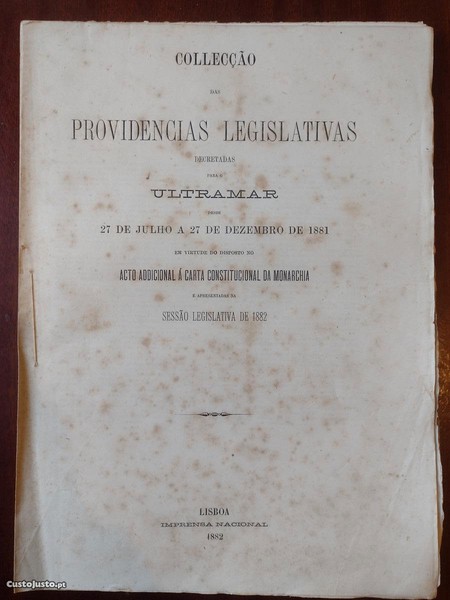 COLLECÇÃO
DAS
PROVIDENCIAS LEGISLATIVAS
DECRETADAS
PARA O
ULTRAMAR
DESDE
27 DE JULHO A 27 DE DEZEMBRO DE 1881
EM VIRTUDE DO DISPOSTO NO
ACTO ADDICIONAL Á CARTA CONSTITUCIONAL DA MONARCHIA
E APRESENTADAS NA
SESSÃO LEGISLATIVA DE 1882
LISBOA
IMPRENSA NACIONAL
1882
CustoJusto.pt